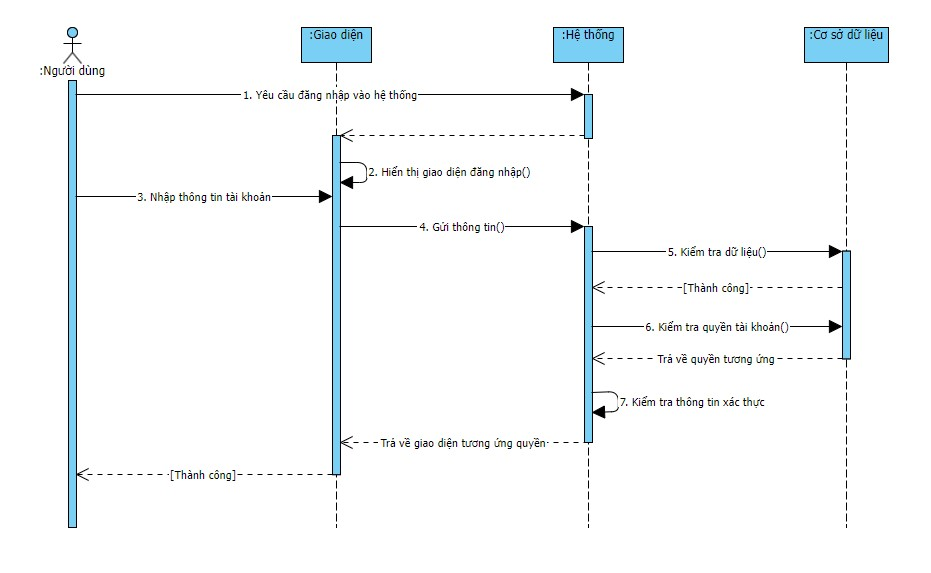 :Người dùng
:Giao diện
:Hệ thống
:Cơ sở dữ liệu
1. Yêu cầu đăng nhập vào hệ thống
2. Hiển thị giao diện đăng nhập()
3. Nhập thông tin tài khoản
4. Gửi thông tin()
5. Kiểm tra dữ liệu()
[Thành công]
6. Kiểm tra quyền tài khoản()
Trả về quyền tương ứng
7. Kiểm tra thông tin xác thực
Trả về giao diện tương ứng quyền
[Thành công]